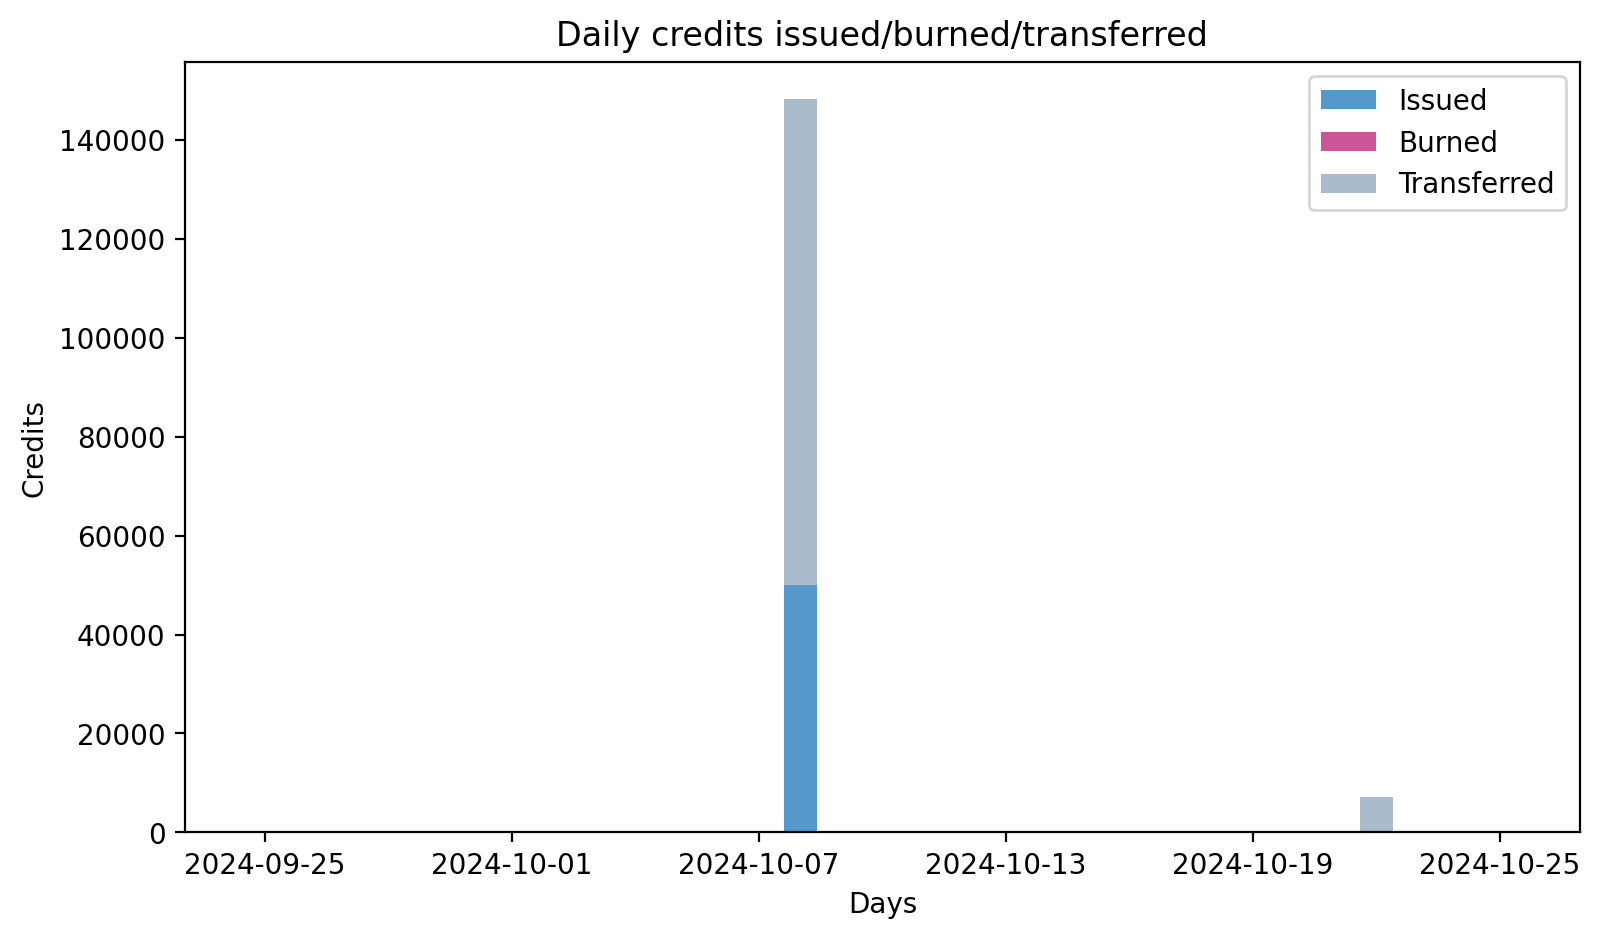 Daily credits issued/burned/transferred
Issued
Burned
Transferred
140000
120000
100000
80000
60000
40000
20000
0
Credits
2024-09-25 2024-10-01 2024-10-07 2024-10-13 2024-10-19 2024-10-25
Days